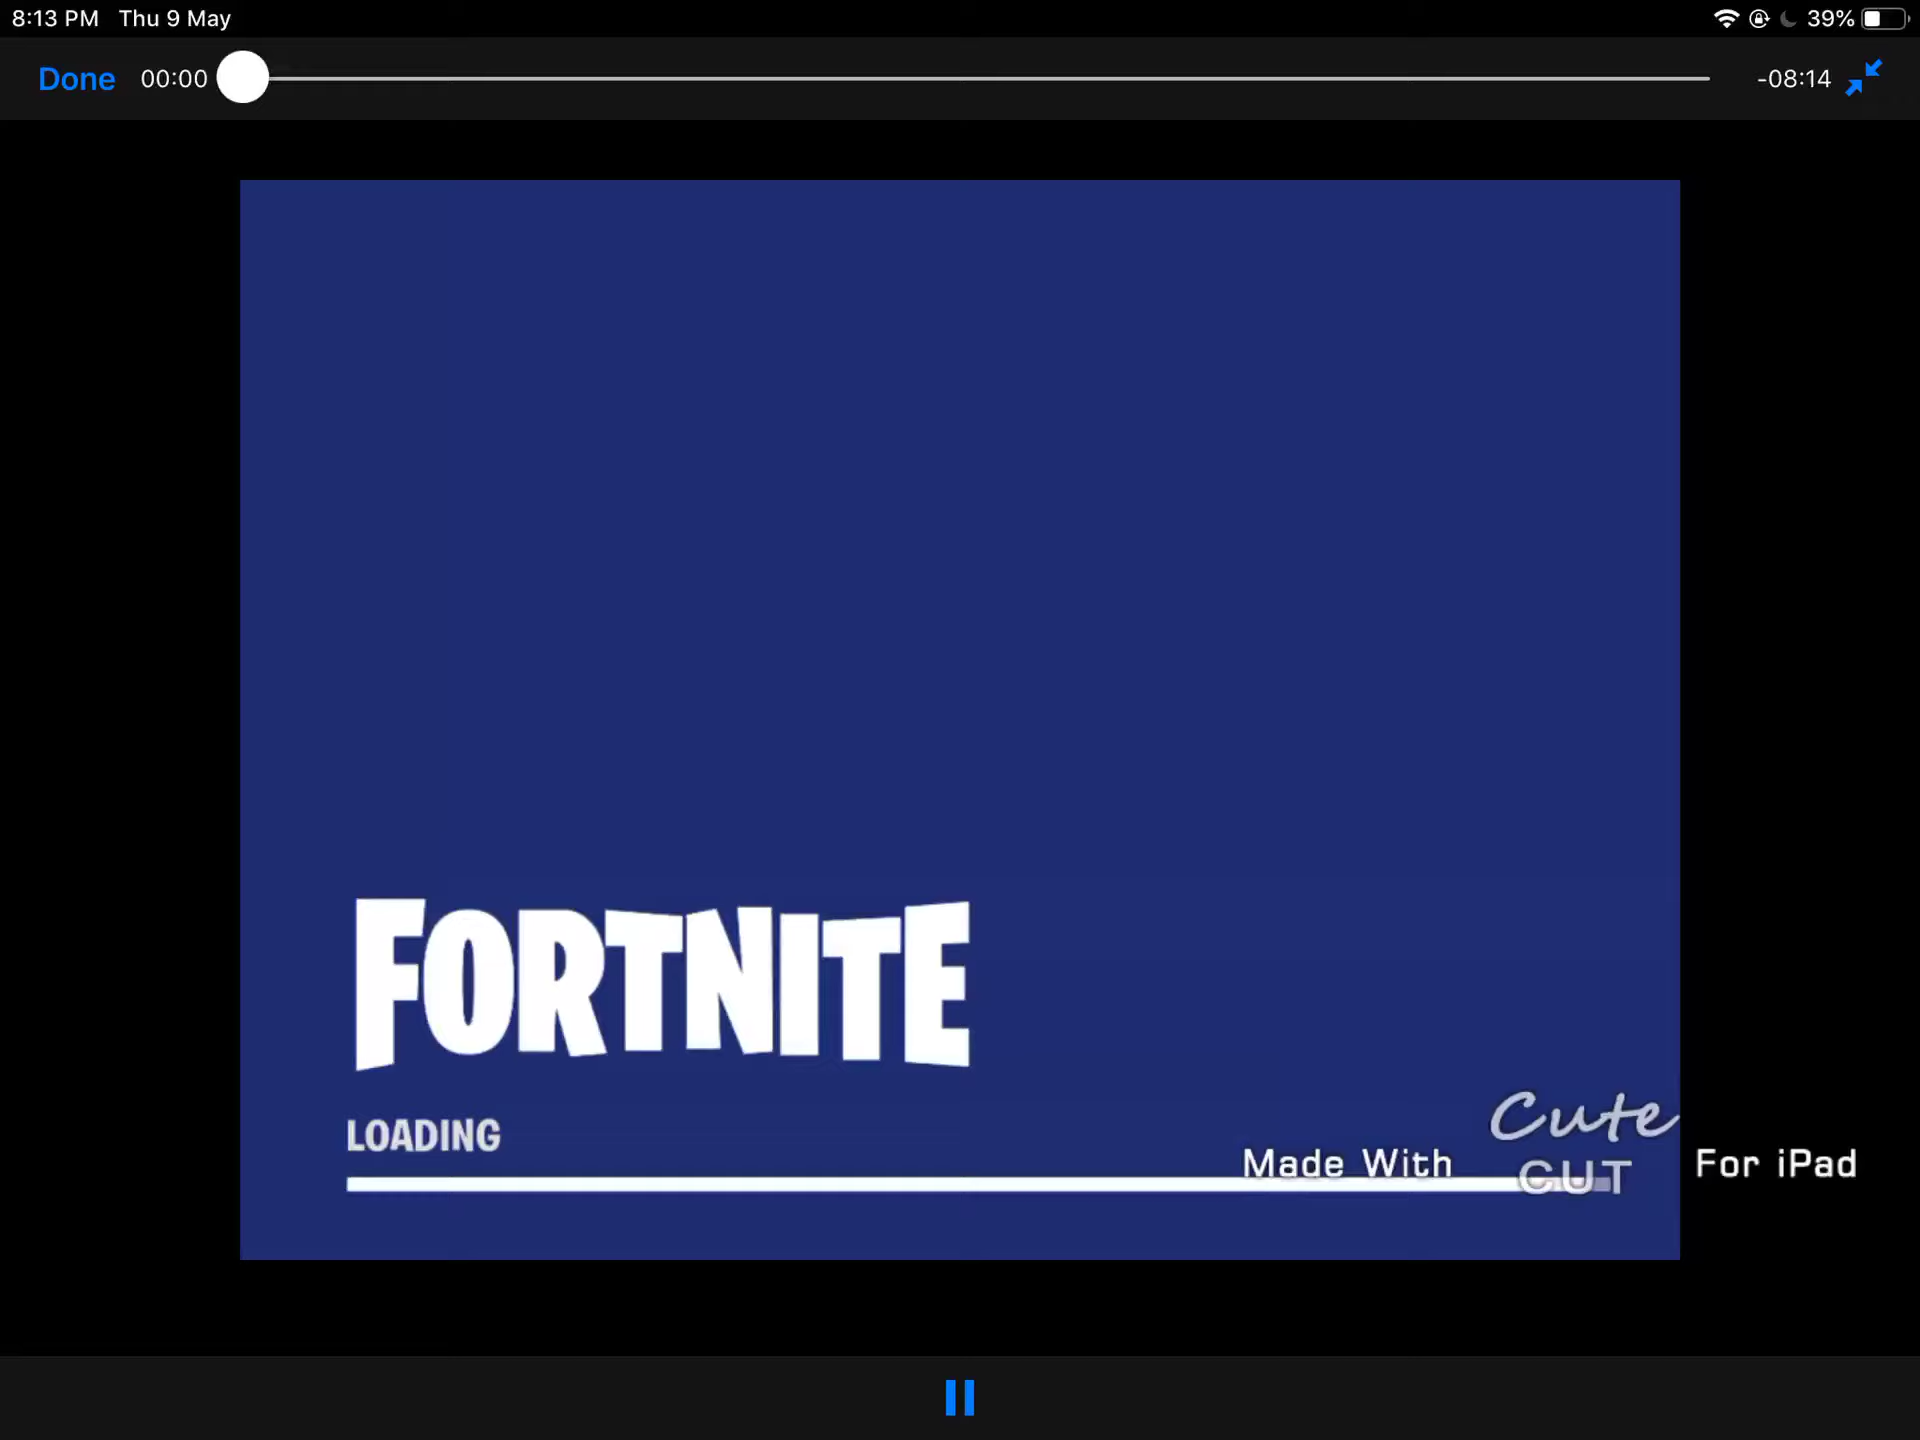 8:13 PM Thu 9 May 39%
Done 00:00 -08:14
FORTNITE
LOADING
Made With Cute CUT For iPad